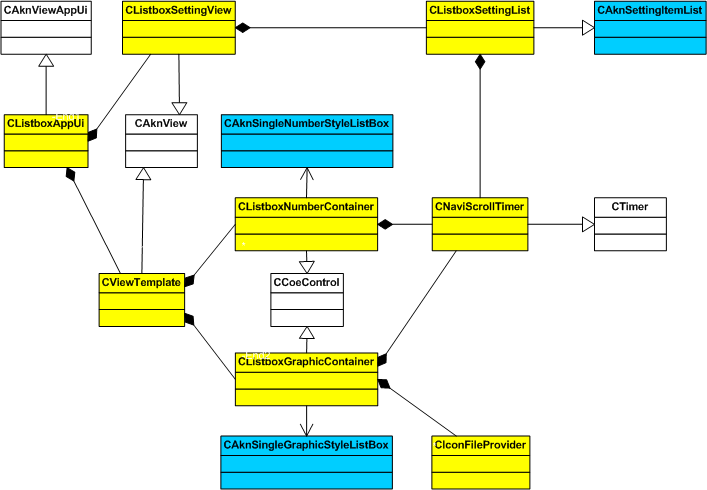 CAknViewAppUi
CListboxSettingView
CListboxSettingList
CAknSettingItemList
CListboxAppUi
CAknView
CAknSingleNumberStyleListBox
CListboxNumberContainer
CNaviScrollTimer
CTimer
CViewTemplate
CCoeControl
CListboxGraphicContainer
CAknSingleGraphicStyleListBox
CIconFileProvider